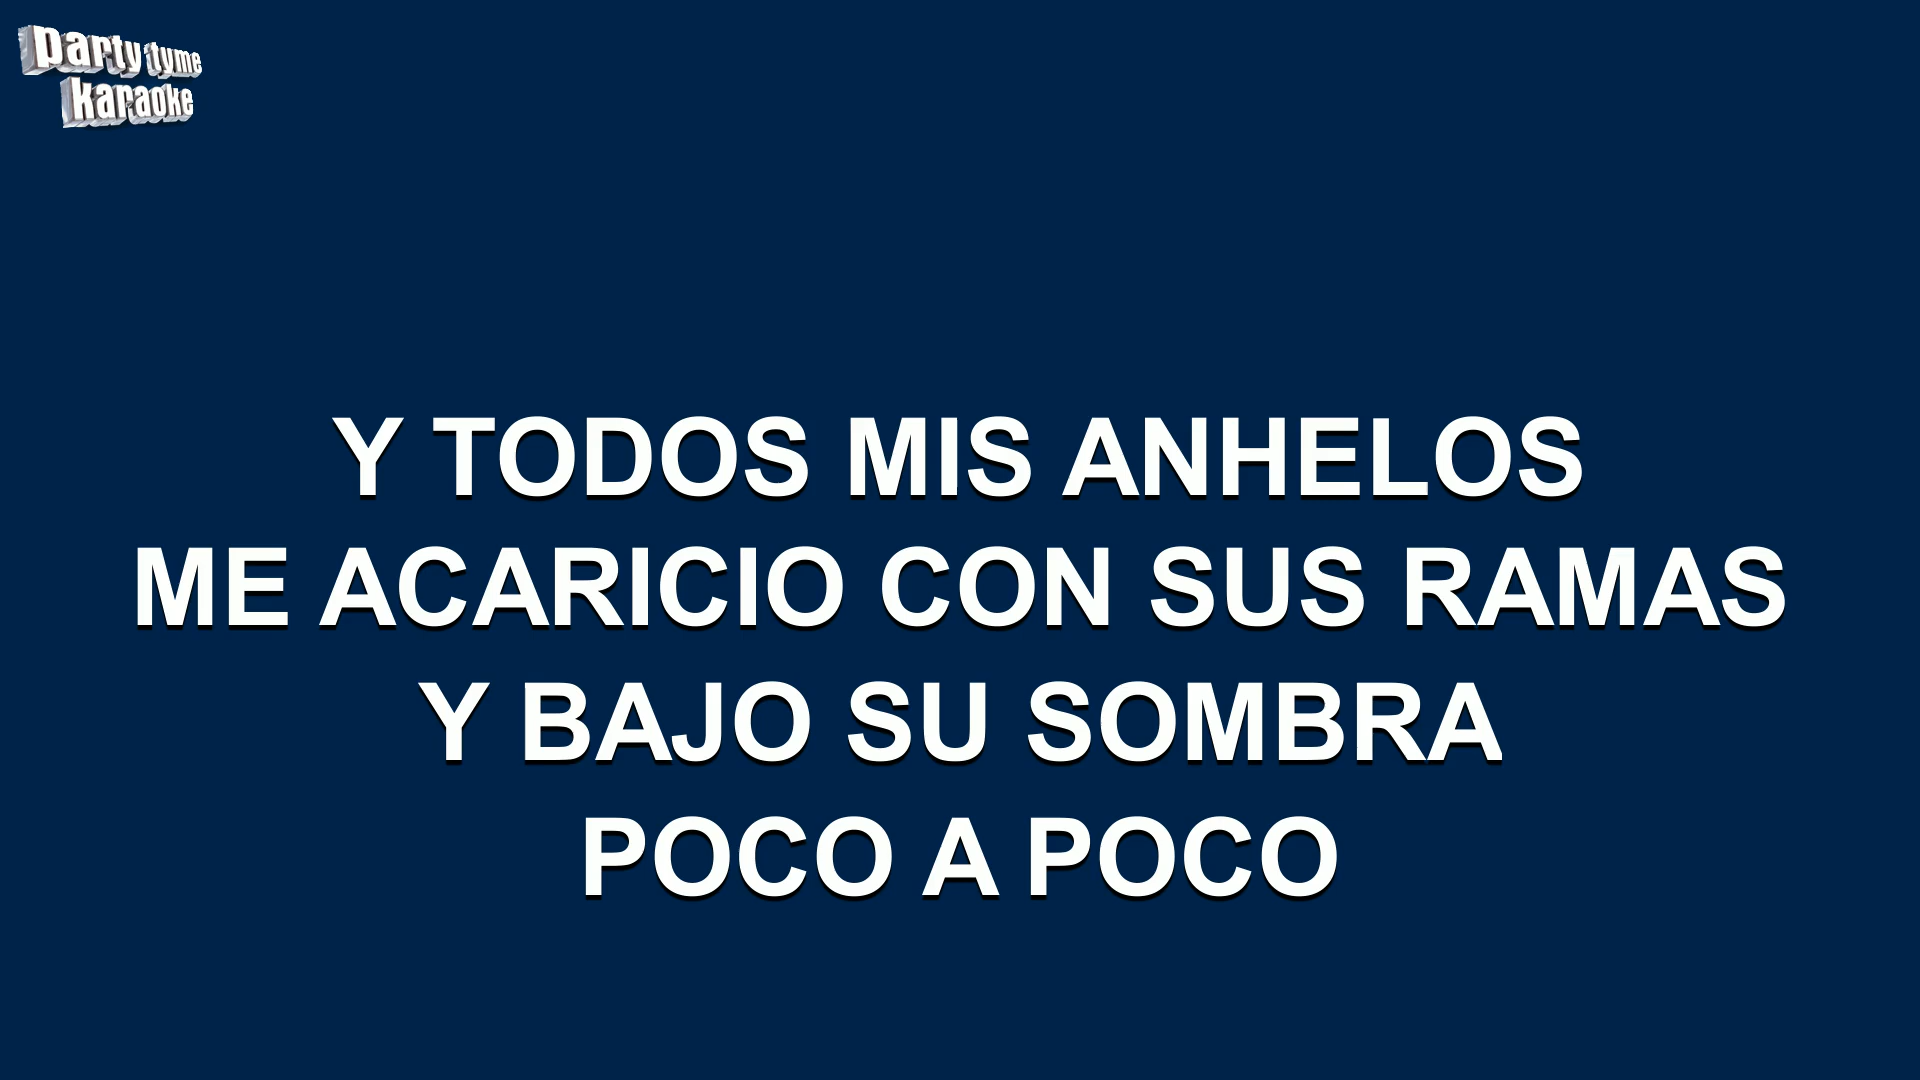 party tyme
karaoke
Y TODOS MIS ANHELOS
ME ACARICIO CON SUS RAMAS
Y BAJO SU SOMBRA
POCO A POCO